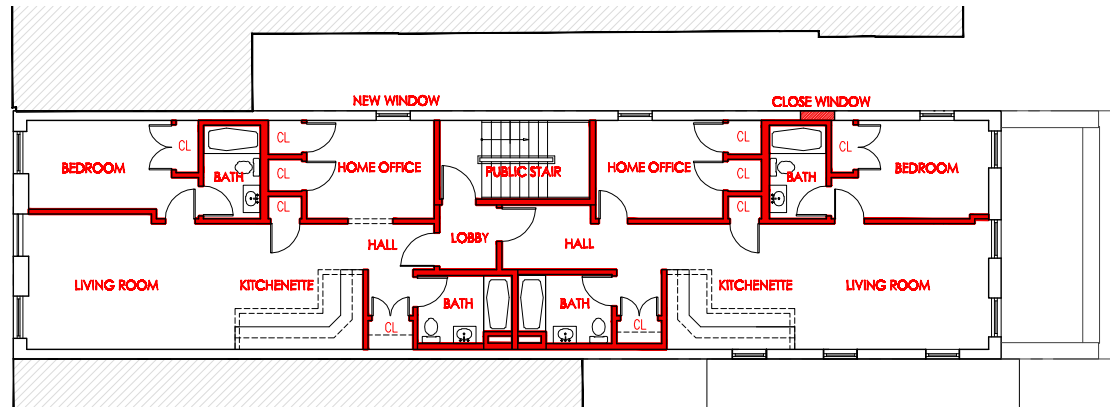 NEW WINDOW
CLOSE WINDOW
CL
CL
CL
CL
BEDROOM
HOME OFFICE
PUBLIC STAIR
HOME OFFICE
BEDROOM
BATH
CL
CL
BATH
CL
CL
HALL
LOBBY
HALL
LIVING ROOM
KITCHENETTE
KITCHENETTE
LIVING ROOM
BATH
BATH
CL
CL